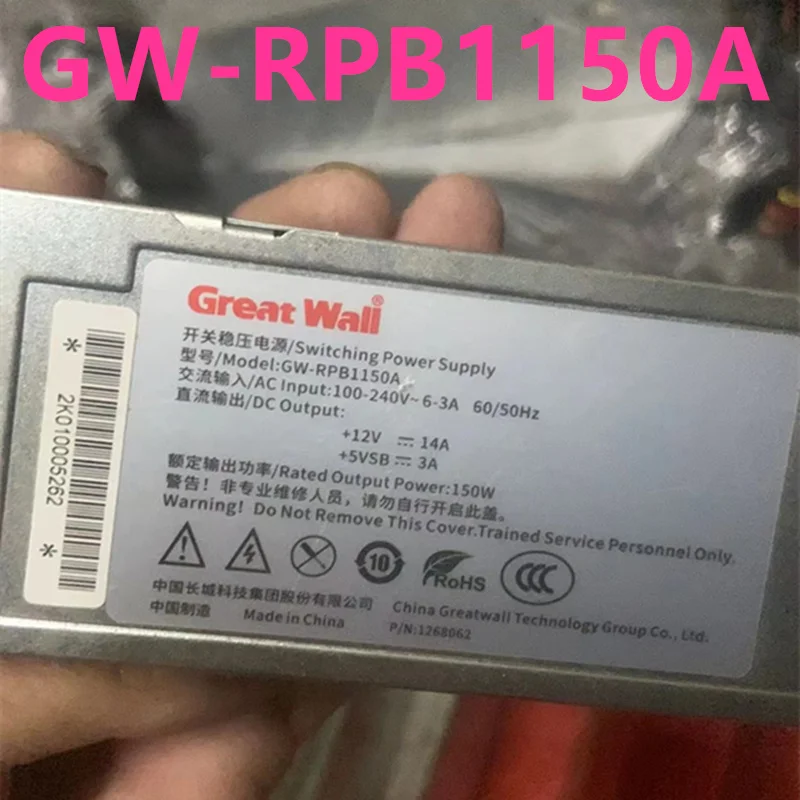 GW-RPB1150A
Great Wall®
开关稳压电源/Switching Power Supply
型号/Model:GW-RPB1150A
交流输入/AC Input:100-240V~ 6-3A 60/50Hz
直流输出/DC Output:
+12V ⎓ 14A
+5VSB ⎓ 3A
额定输出功率/Rated Output Power:150W
警告！非专业维修人员，请勿自行开启此盖。
Warning! Do Not Remove This Cover.Trained Service Personnel Only.
10
RoHS
CCC
中国长城科技集团股份有限公司 China Greatwall Technology Group Co., Ltd.
中国制造 Made in China P/N:1268062
* 2K010005262 *